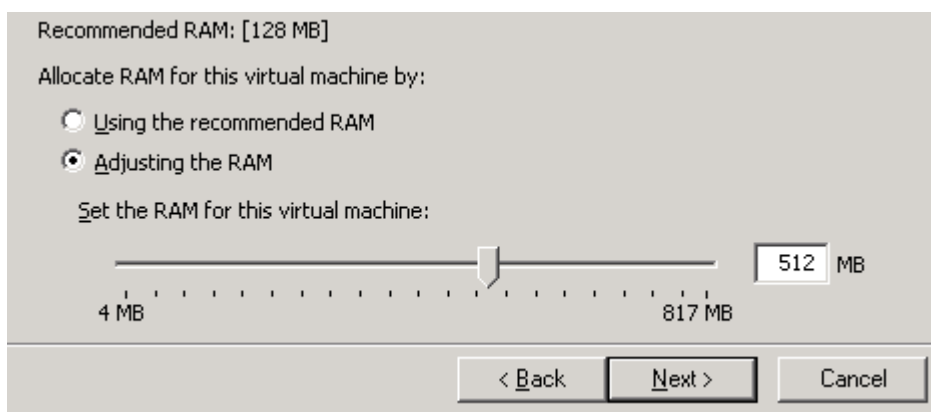 Recommended RAM: [128 MB]
Allocate RAM for this virtual machine by:
Using the recommended RAM
Adjusting the RAM
Set the RAM for this virtual machine:
512 MB
4 MB 817 MB
< Back Next > Cancel